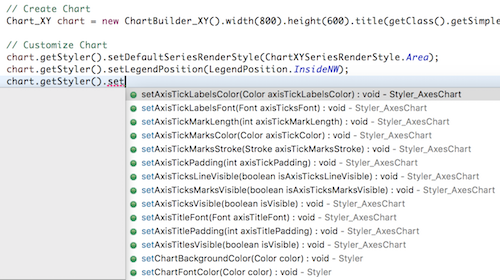 // Create Chart
Chart_XY chart = new ChartBuilder_XY().width(800).height(600).title(getClass().getSimple
// Customize Chart
chart.getStyler().setDefaultSeriesRenderStyle(ChartXYSeriesRenderStyle.Area);
chart.getStyler().setLegendPosition(LegendPosition.InsideNW);
chart.getStyler().set
setAxisTickLabelsColor(Color axisTickLabelsColor) : void - Styler_AxesChart
setAxisTickLabelsFont(Font axisTicksFont) : void - Styler_AxesChart
setAxisTickMarkLength(int axisTickMarkLength) : void - Styler_AxesChart
setAxisTickMarksColor(Color axisTickColor) : void - Styler_AxesChart
setAxisTickMarksStroke(Stroke axisTickMarksStroke) : void - Styler_AxesChart
setAxisTickPadding(int axisTickPadding) : void - Styler_AxesChart
setAxisTicksLineVisible(boolean isAxisTicksLineVisible) : void - Styler_AxesChart
setAxisTicksMarksVisible(boolean isAxisTicksMarksVisible) : void - Styler_AxesChart
setAxisTicksVisible(boolean isVisible) : void - Styler_AxesChart
setAxisTitleFont(Font axisTitleFont) : void - Styler_AxesChart
setAxisTitlePadding(int axisTitlePadding) : void - Styler_AxesChart
setAxisTitlesVisible(boolean isVisible) : void - Styler_AxesChart
setChartBackgroundColor(Color color) : void - Styler
setChartFontColor(Color color) : void - Styler